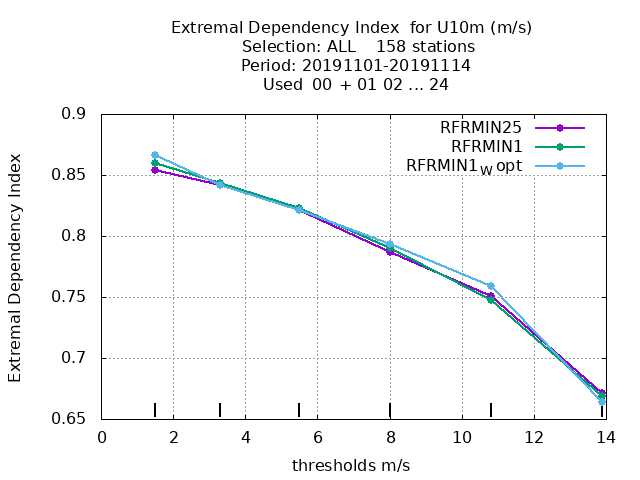 Extremal Dependency Index  for U10m (m/s)
Selection: ALL    158 stations
Period: 20191101-20191114
Used  00 + 01 02 ... 24
Extremal Dependency Index
0.9
0.85
0.8
0.75
0.7
0.65
RFRMIN25
RFRMIN1
RFRMIN1W opt
0 2 4 6 8 10 12 14
thresholds m/s